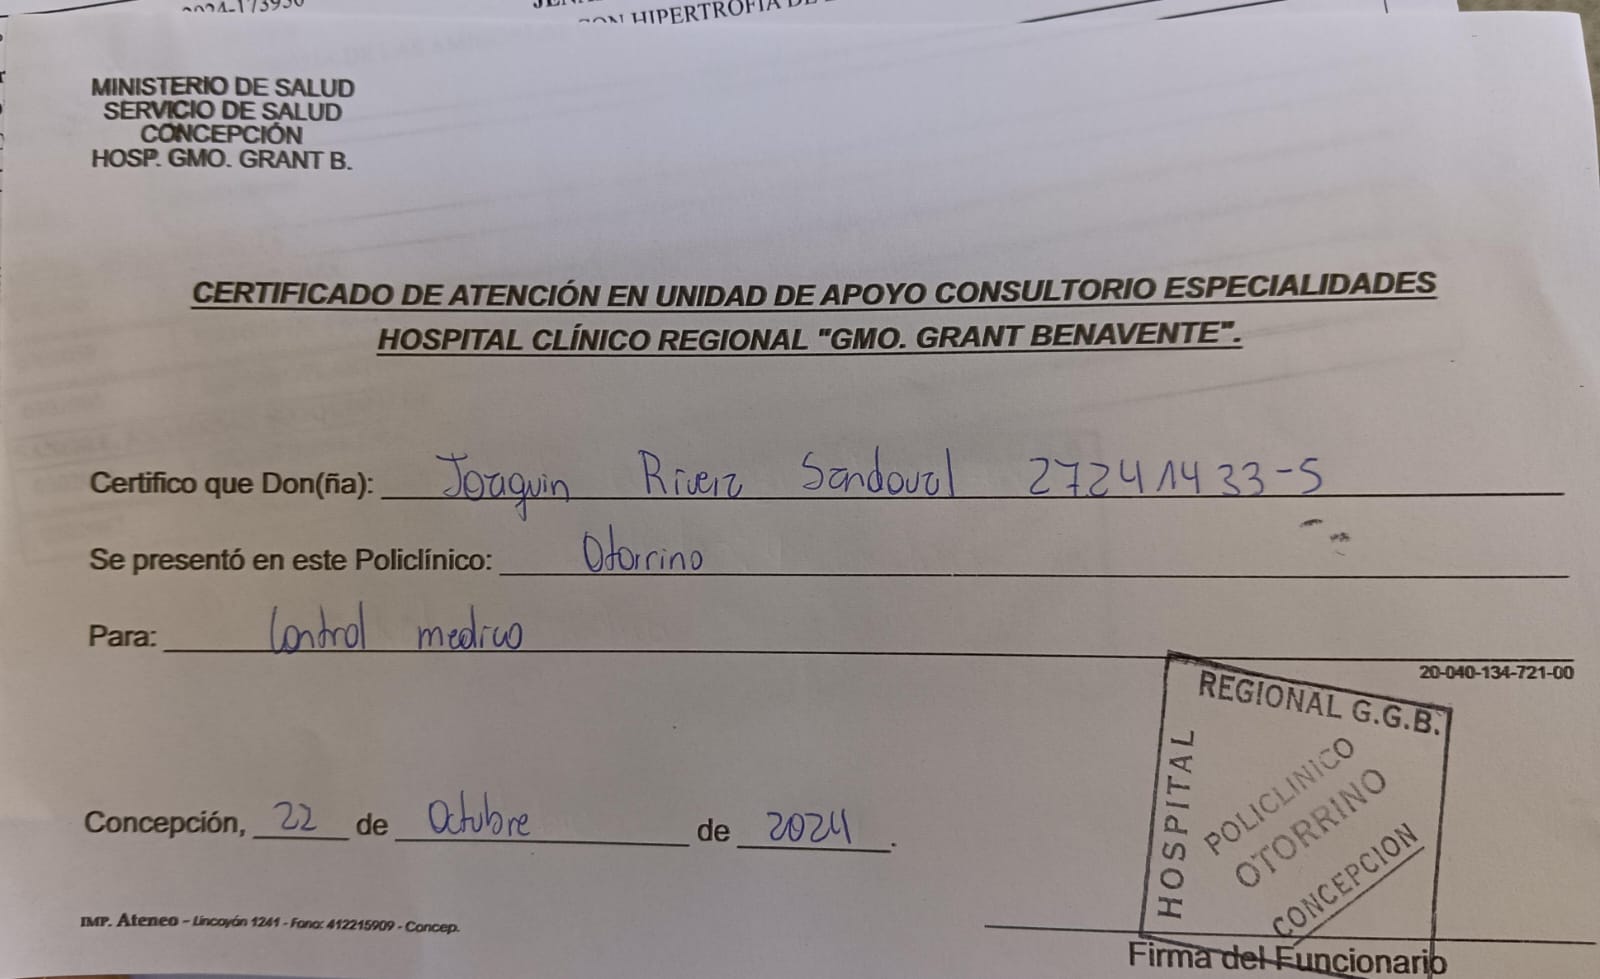 CON HIPERTROFIA
MINISTERIO DE SALUD
SERVICIO DE SALUD
CONCEPCIÓN
HOSP. GMO. GRANT B.
CERTIFICADO DE ATENCIÓN EN UNIDAD DE APOYO CONSULTORIO ESPECIALIDADES
HOSPITAL CLÍNICO REGIONAL "GMO. GRANT BENAVENTE".
Certifico que Don(ña): Joaquin Rivera Sandoval 27241433-5
Se presentó en este Policlínico: Otorrino
Para: Control medico
20-040-134-721-00
HOSPITAL REGIONAL G.G.B.
POLICLINICO
OTORRINO
CONCEPCION
Concepción, 22 de Octubre de 2024.
IMP. Ateneo - Lincoyán 1241 - Fono: 412215909 - Concep.
Firma del Funcionario